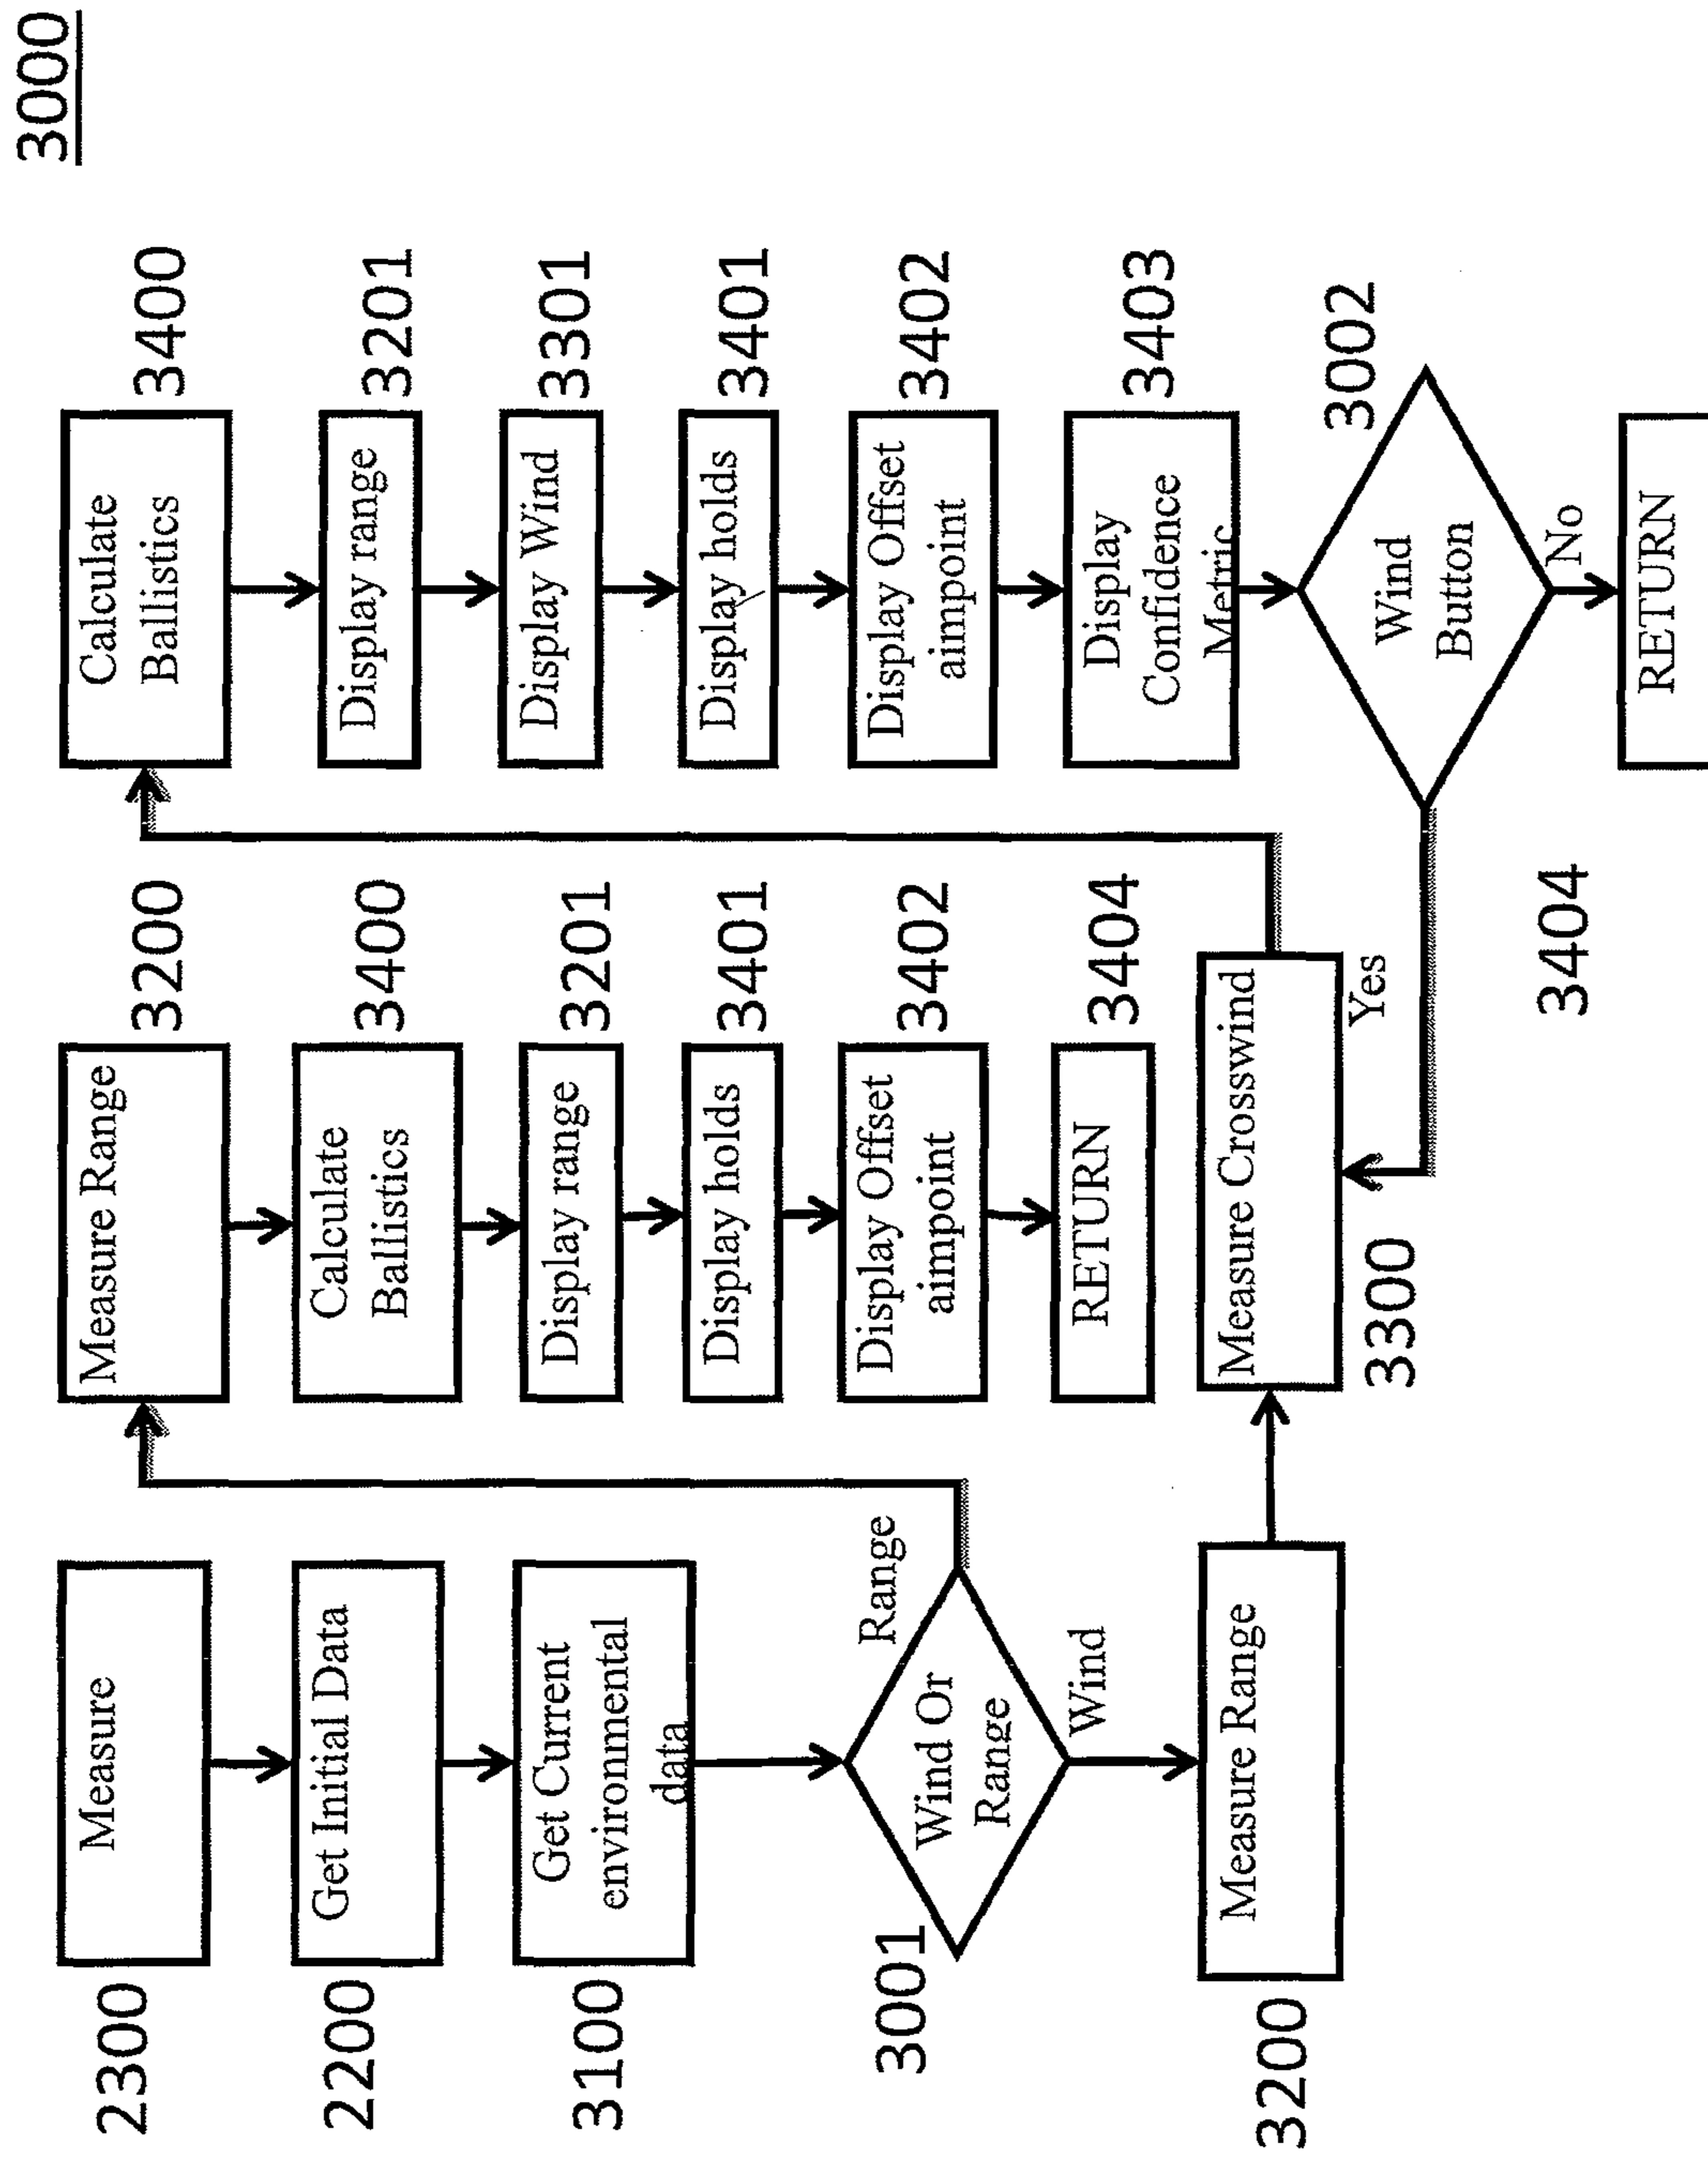 3000
2300
Measure
2200
Get Initial Data
3100
Get Current
environmental
data
3001
Wind Or
Range
Range
Wind
3200
Measure Range
Measure Range
3200
Calculate
Ballistics
3400
Display range
3201
Display holds
3401
Display Offset
aimpoint
3402
RETURN
3404
Measure Crosswind
3300
Yes
Calculate
Ballistics
3400
Display range
3201
Display Wind
3301
Display holds
3401
Display Offset
aimpoint
3402
Display
Confidence
Metric
3403
Wind
Button
3002
No
RETURN
3404